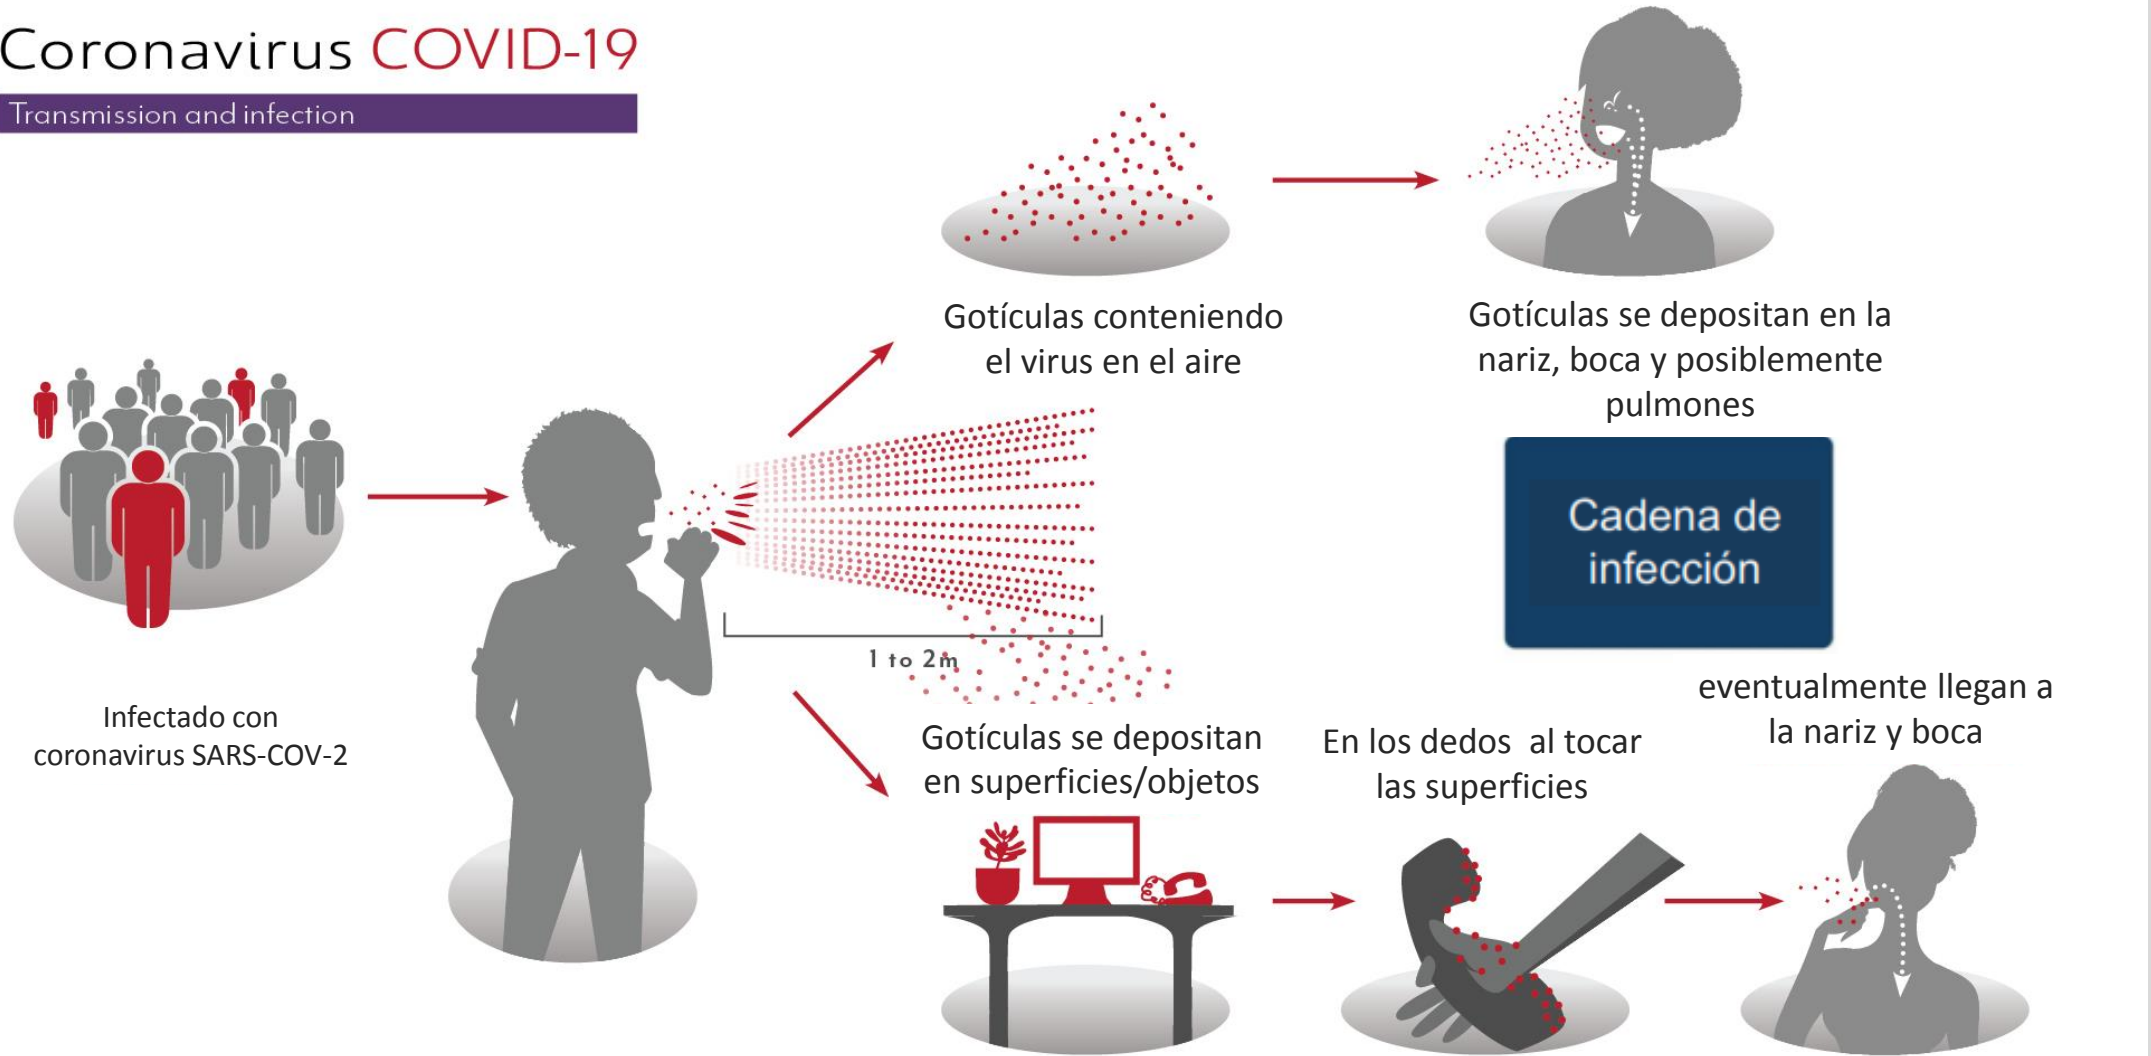 Coronavirus COVID-19
Transmission and infection
Gotículas conteniendo
el virus en el aire
Gotículas se depositan en la
nariz, boca y posiblemente
pulmones
Cadena de
infección
1 to 2m
Infectado con
coronavirus SARS-COV-2
Gotículas se depositan
en superficies/objetos
En los dedos al tocar
las superficies
eventualmente llegan a
la nariz y boca